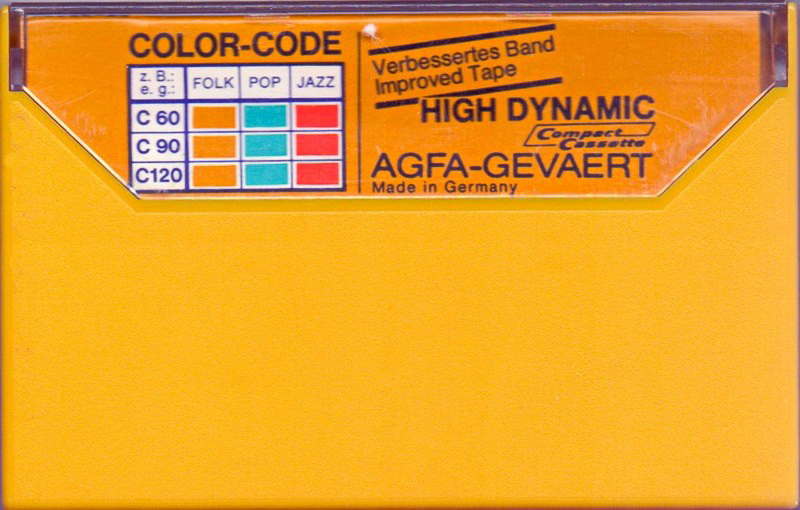 COLOR-CODE
z. B.:
e. g.:
FOLK
POP
JAZZ
C 60
C 90
C120
Verbessertes Band
Improved Tape
HIGH DYNAMIC
Compact
Cassette
AGFA-GEVAERT
Made in Germany